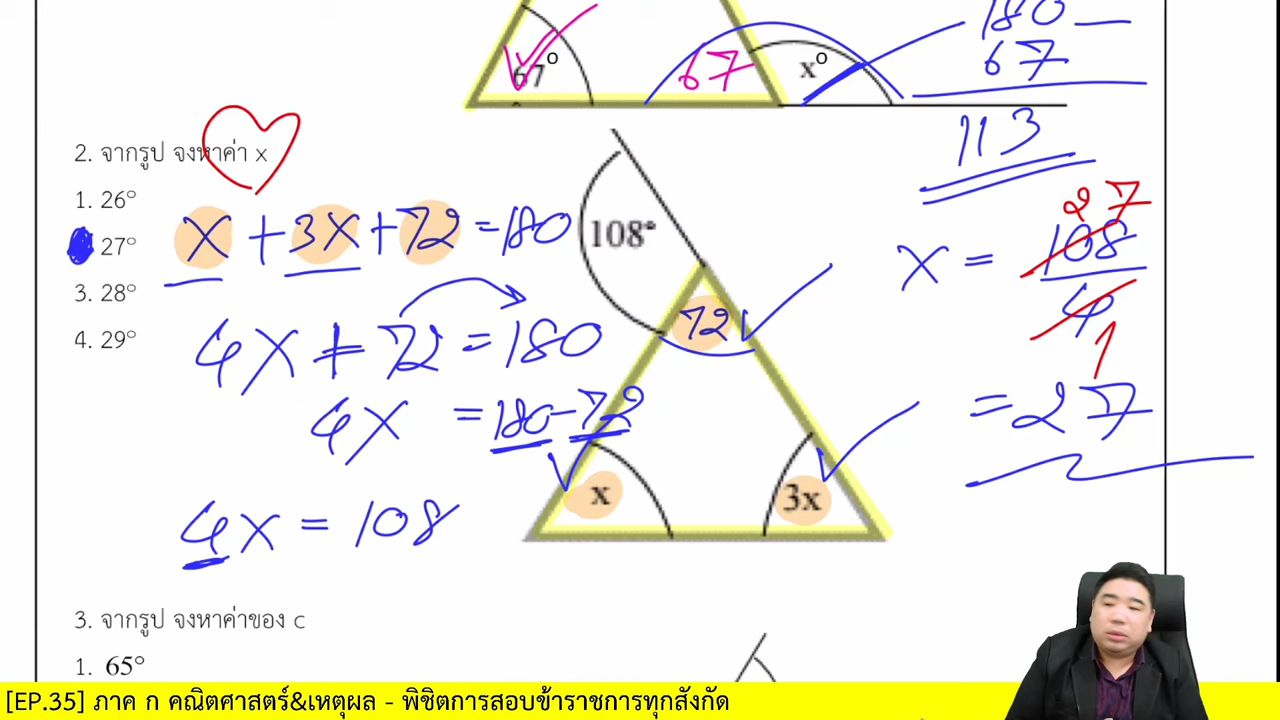 180 –
67
67°
67
x°
113
2. จากรูป จงหาค่า x
1. 26°
27°
3. 28°
4. 29°
x + 3x + 72 = 180
4x + 72 = 180
4x = 180 - 72
4x = 108
108°
72
x
3x
27
x = 108
4
1
= 27
3. จากรูป จงหาค่าของ c
1. 65°
[EP.35] ภาค ก คณิตศาสตร์&เหตุผล - พิชิตการสอบข้าราชการทุกสังกัด